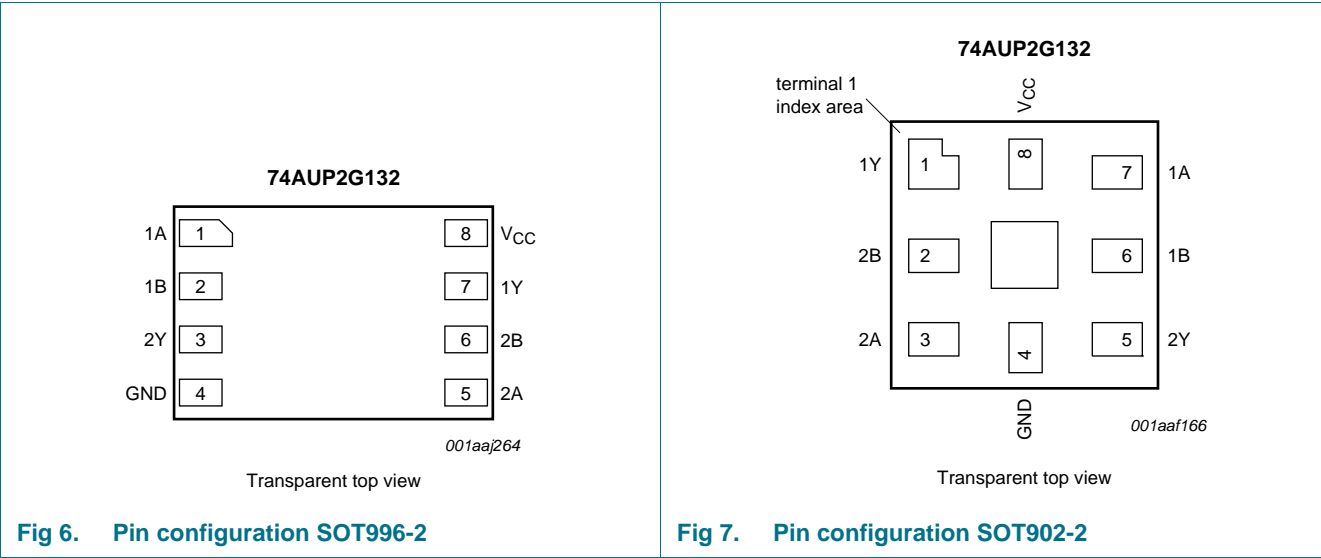 74AUP2G132
1A 1 8 VCC
1B 2 7 1Y
2Y 3 6 2B
GND 4 5 2A
001aaj264
Transparent top view
Fig 6. Pin configuration SOT996-2
74AUP2G132
terminal 1
index area
VCC
1Y 1 8 7 1A
2B 2 6 1B
2A 3 4 5 2Y
GND
001aaf166
Transparent top view
Fig 7. Pin configuration SOT902-2